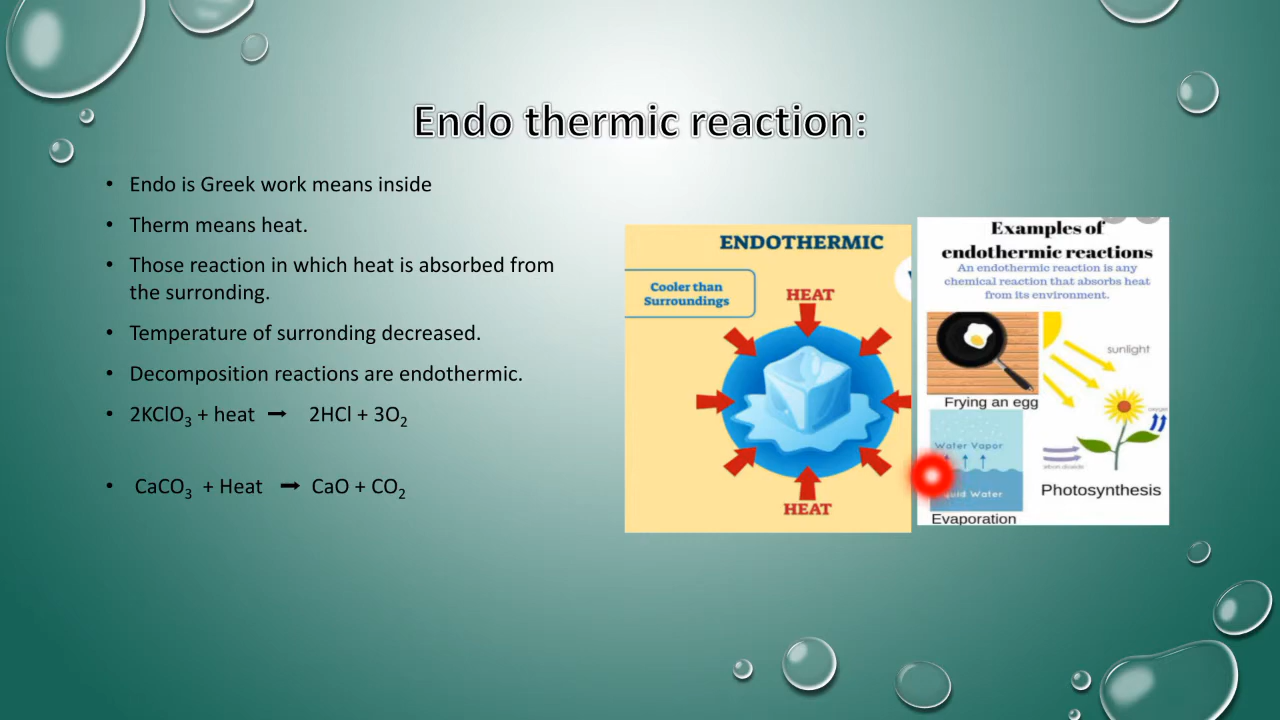 Endo thermic reaction:
• Endo is Greek work means inside
• Therm means heat.
• Those reaction in which heat is absorbed from
the surronding.
• Temperature of surronding decreased.
• Decomposition reactions are endothermic.
• 2KClO₃ + heat ➞ 2HCl + 3O₂
• CaCO₃ + Heat ➞ CaO + CO₂
ENDOTHERMIC
Cooler than
Surroundings
HEAT
HEAT
Examples of
endothermic reactions
An endothermic reaction is any
chemical reaction that absorbs heat
from its environment.
Frying an egg
sunlight
Water Vapor
Water
Evaporation
Photosynthesis